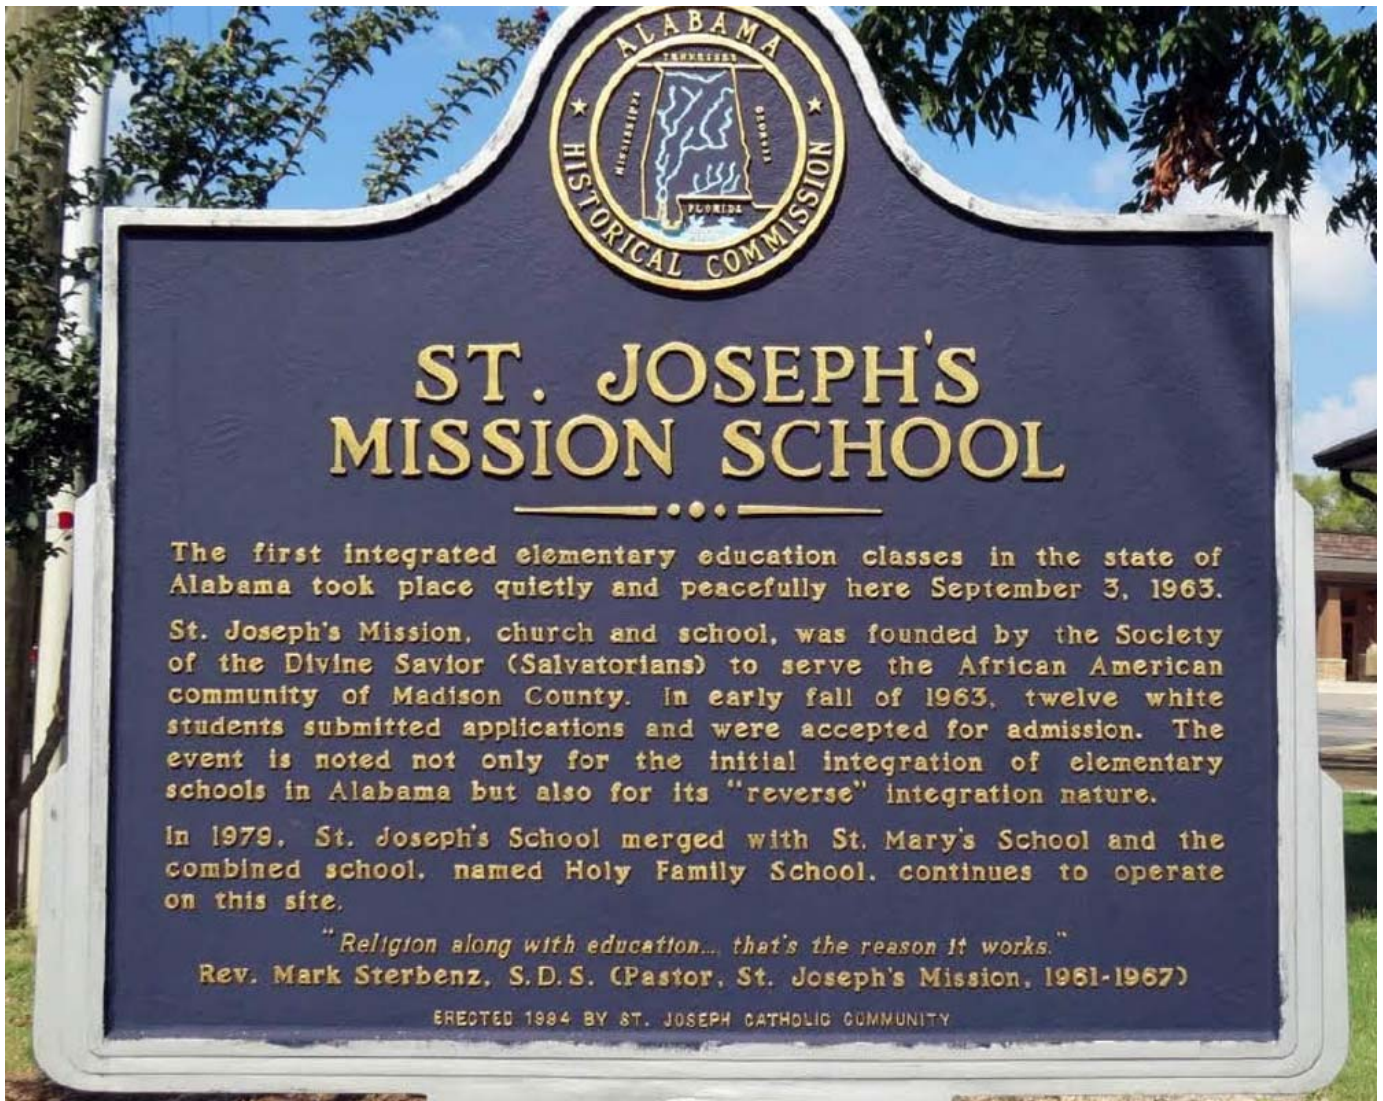 ALABAMA
HISTORICAL COMMISSION
TENNESSEE
MISSISSIPPI
GEORGIA
FLORIDA
ST. JOSEPH'S
MISSION SCHOOL
The first integrated elementary education classes in the state of
Alabama took place quietly and peacefully here September 3, 1963.
St. Joseph's Mission, church and school, was founded by the Society
of the Divine Savior (Salvatorians) to serve the African American
community of Madison County. In early fall of 1963, twelve white
students submitted applications and were accepted for admission. The
event is noted not only for the initial integration of elementary
schools in Alabama but also for its "reverse" integration nature.
In 1979, St. Joseph's School merged with St. Mary's School and the
combined school, named Holy Family School, continues to operate
on this site.
"Religion along with education..., that's the reason it works."
Rev. Mark Sterbenz, S.D.S. (Pastor, St. Joseph's Mission, 1961-1967)
ERECTED 1994 BY ST. JOSEPH CATHOLIC COMMUNITY